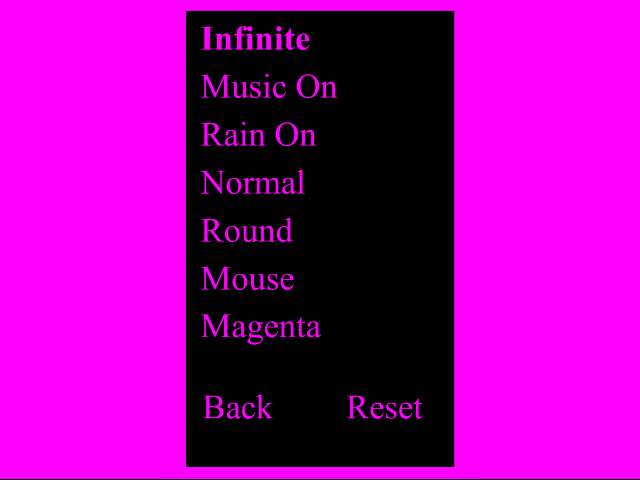 Infinite
Music On
Rain On
Normal
Round
Mouse
Magenta
Back Reset